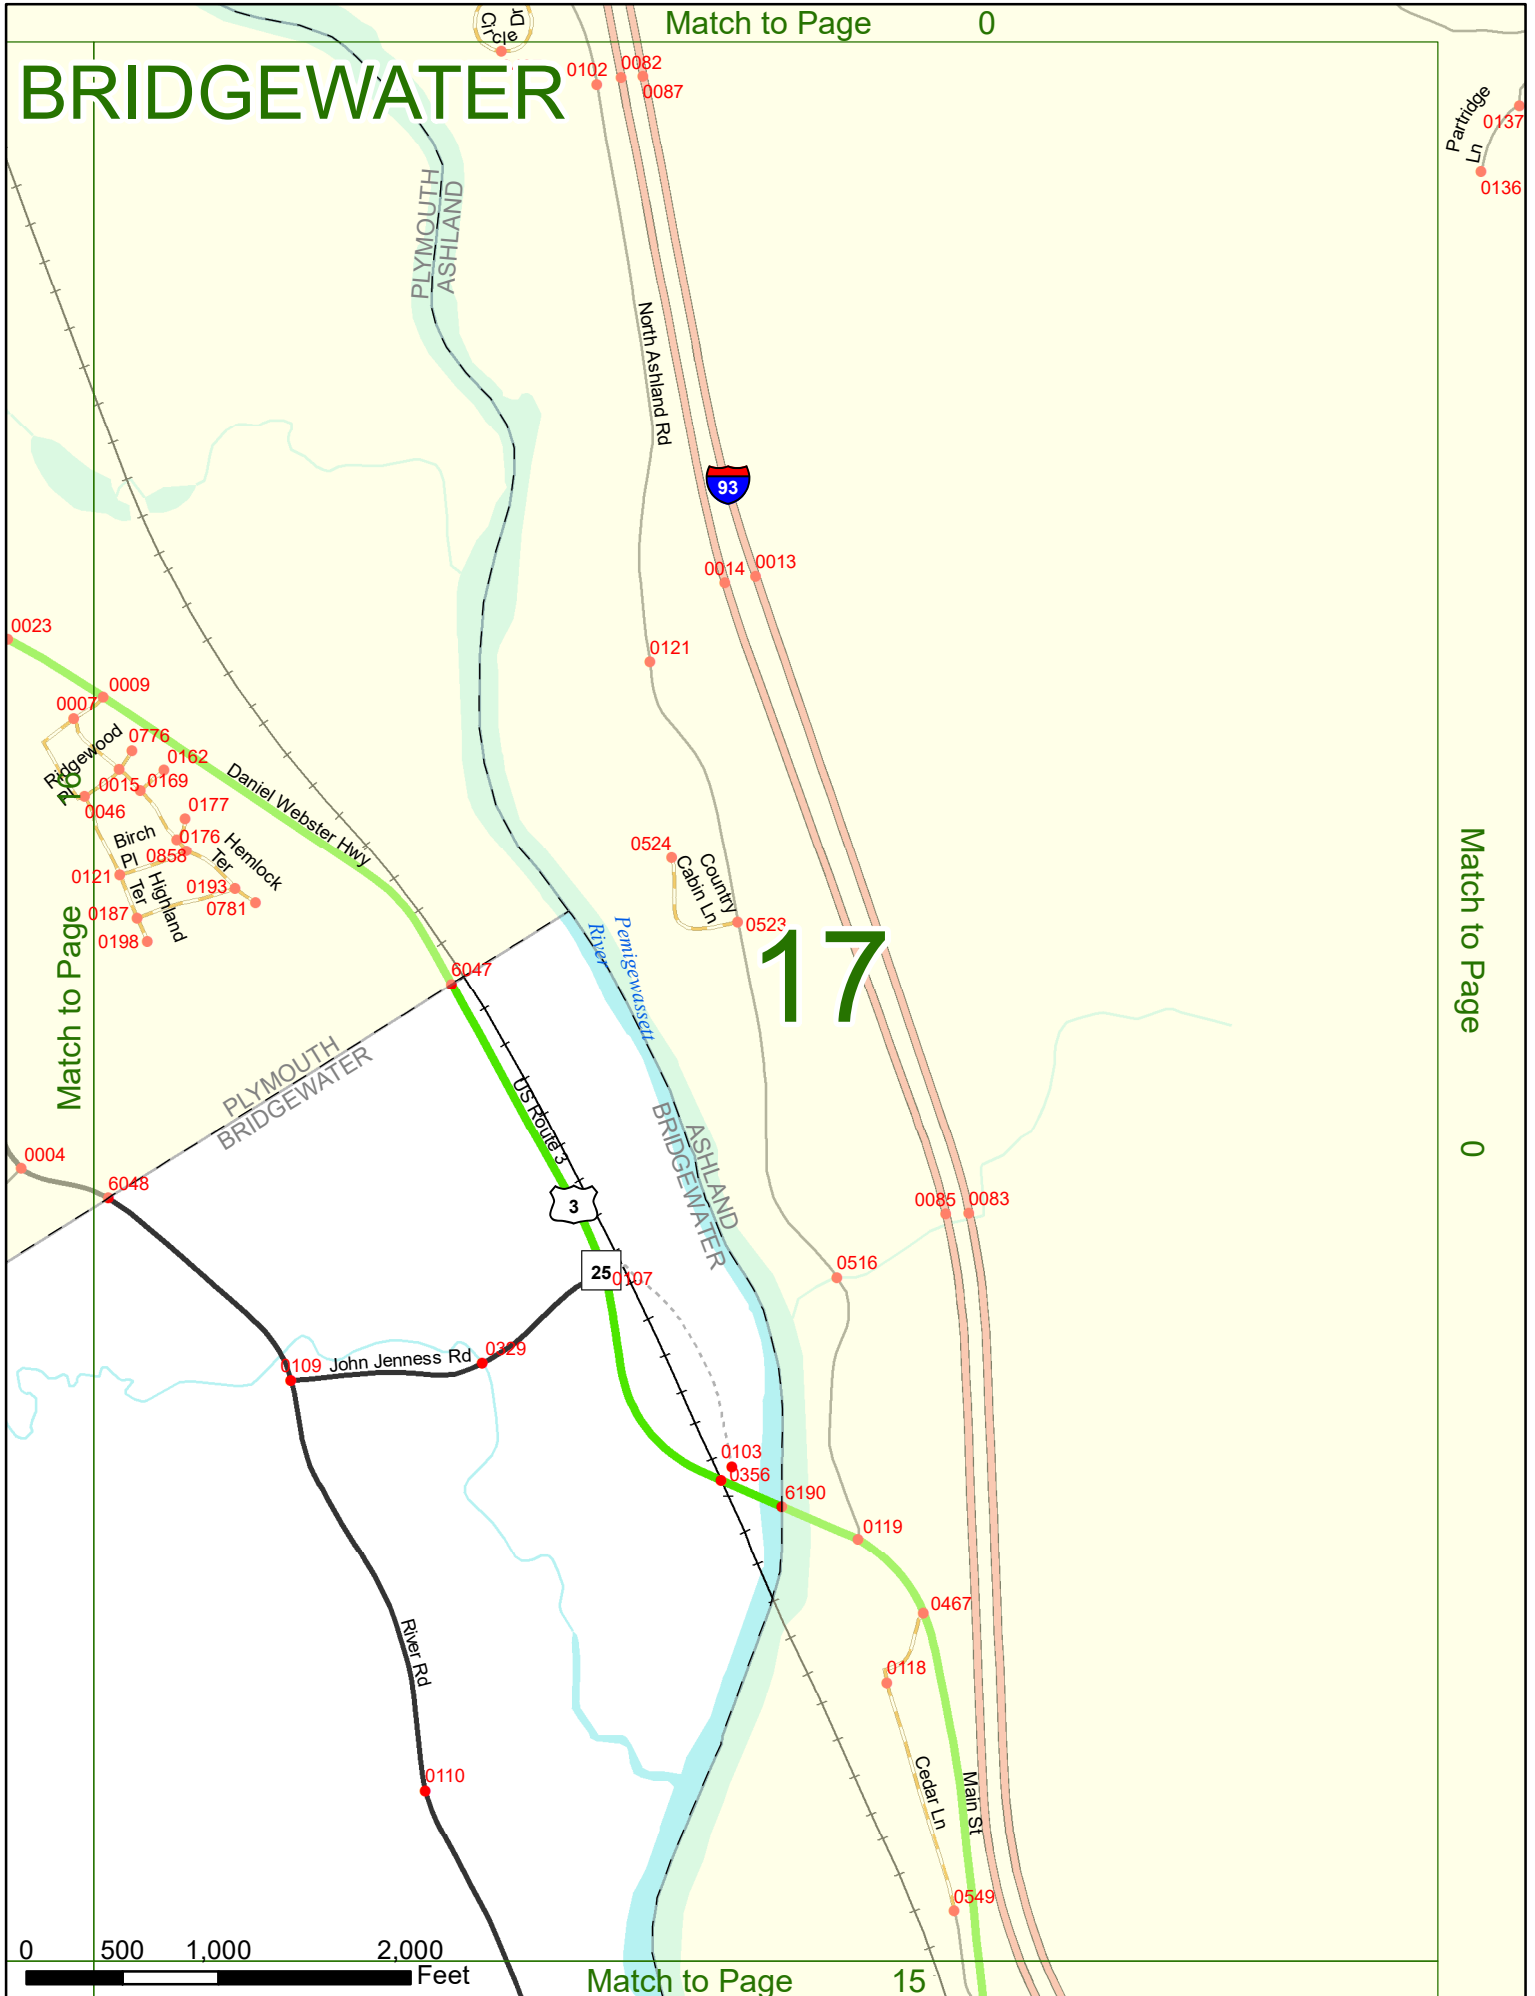 Match to Page 0
BRIDGEWATER
Circle Dr
0102
0082
0087
Partridge
Ln
0137
0136
PLYMOUTH
ASHLAND
North Ashland Rd
93
0014
0013
0023
0121
0009
0007
Ridgewood
Pl
0776
0162
16
0015
0169
0046
Daniel Webster Hwy
0177
Birch
Pl
0176
0858
Hemlock
Ter
0121
Highland
Ter
0193
0781
0187
0198
Match to Page
0524
Country
Cabin Ln
0523
17
Match to Page 0
Pemigewassett
River
6047
PLYMOUTH
BRIDGEWATER
US Route 3
ASHLAND
BRIDGEWATER
0004
6048
3
0085
0083
25
0107
0516
0109
John Jenness Rd
0329
0103
0356
6190
0119
0467
River Rd
0118
0110
Cedar Ln
Main St
0549
0 500 1,000 2,000
Feet
Match to Page 15